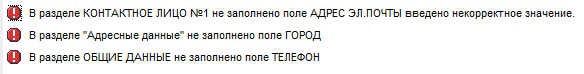 В разделе КОНТАКТНОЕ ЛИЦО №1 не заполнено поле АДРЕС ЭЛ.ПОЧТЫ введено некорректное значение.
В разделе "Адресные данные" не заполнено поле ГОРОД
В разделе ОБЩИЕ ДАННЫЕ не заполнено поле ТЕЛЕФОН